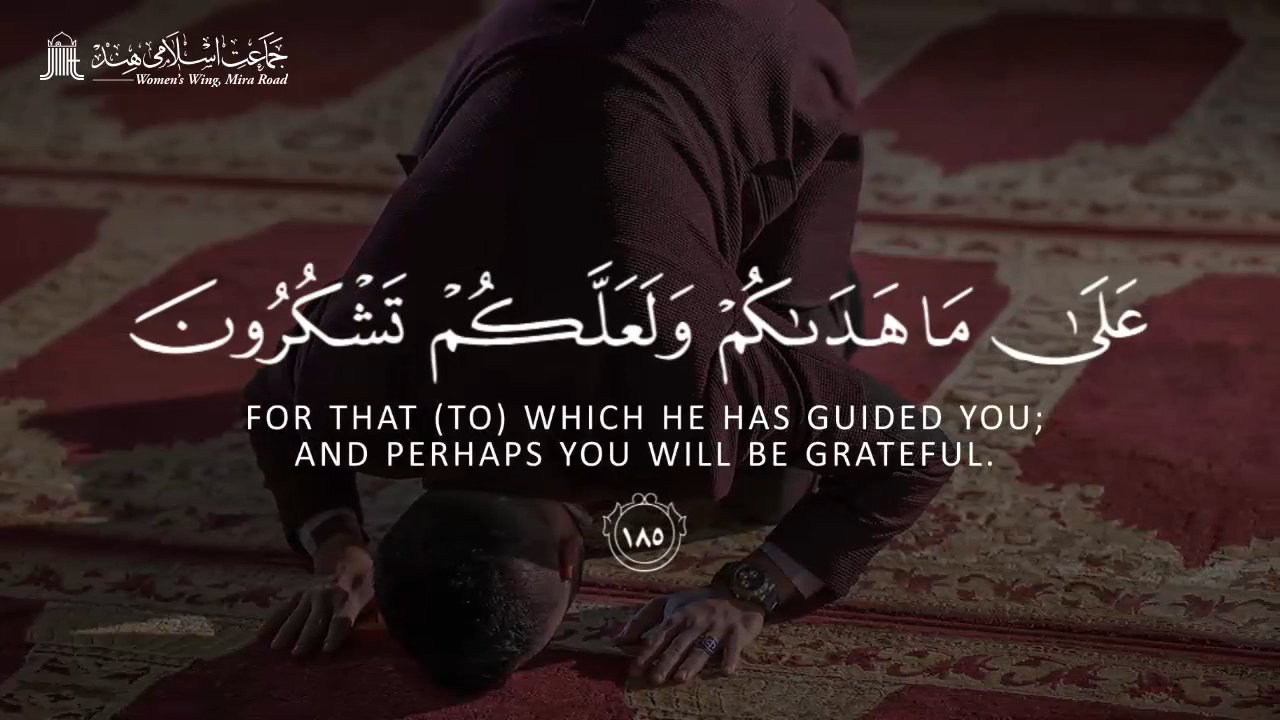 جماعت اسلامی ہند
Women's Wing, Mira Road
عَلَىٰ مَا هَدَىٰكُمْ وَلَعَلَّكُمْ تَشْكُرُونَ
FOR THAT (TO) WHICH HE HAS GUIDED YOU;
AND PERHAPS YOU WILL BE GRATEFUL.
١٨٥